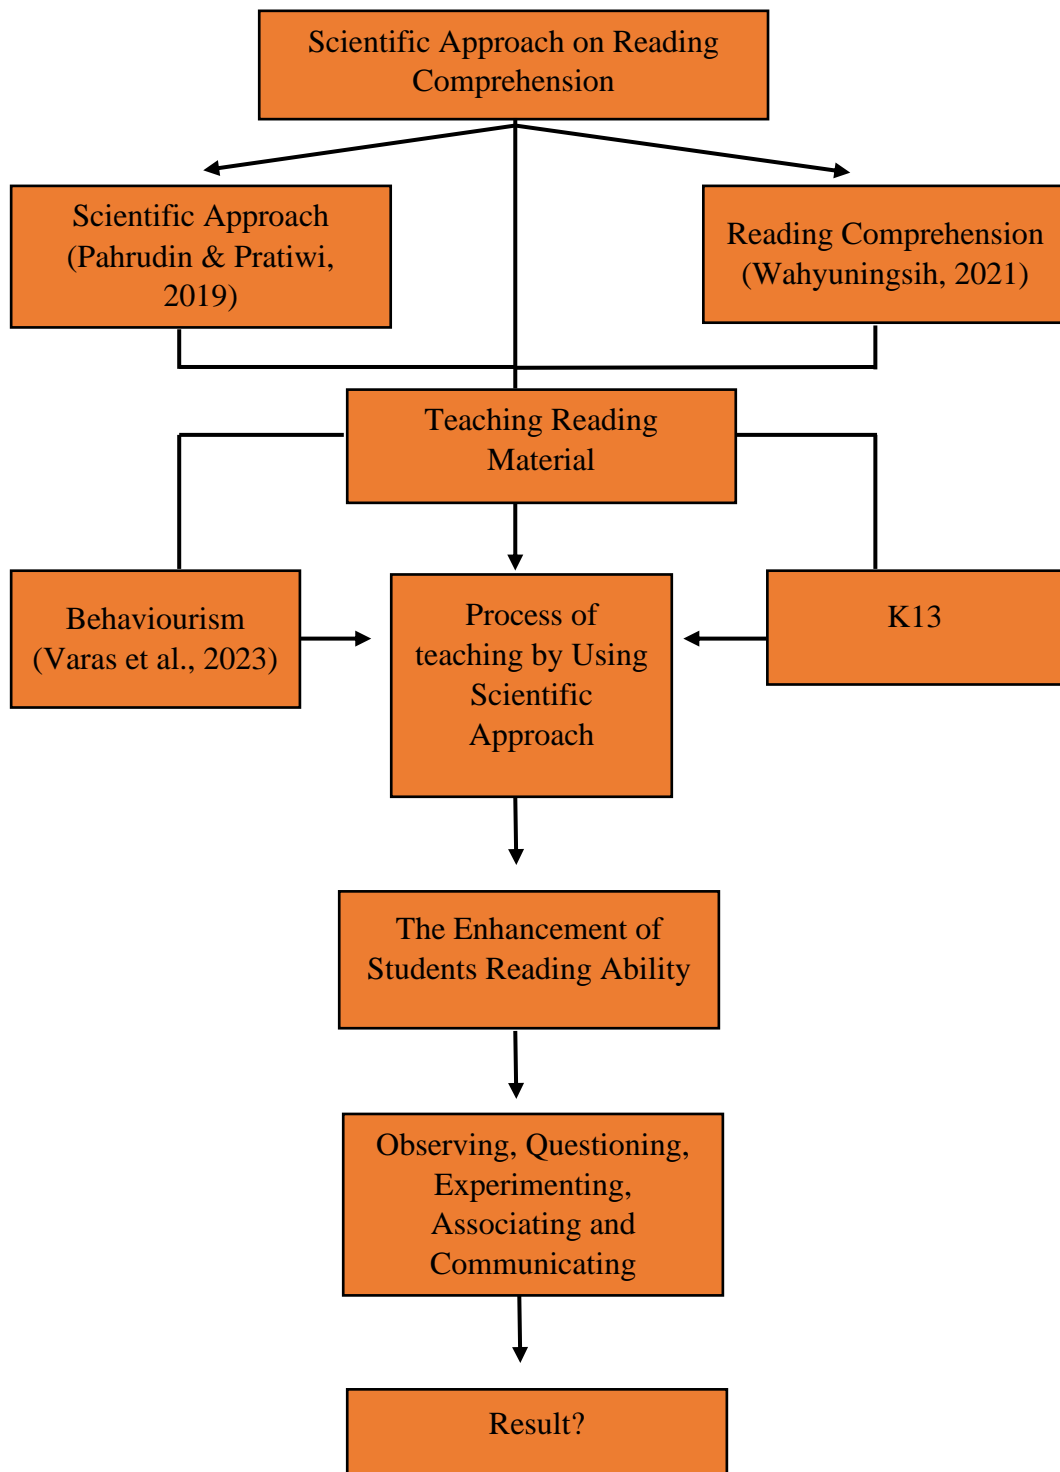 Scientific Approach on Reading
Comprehension
Scientific Approach
(Pahrudin & Pratiwi,
2019)
Reading Comprehension
(Wahyuningsih, 2021)
Teaching Reading
Material
Behaviourism
(Varas et al., 2023)
Process of
teaching by Using
Scientific
Approach
K13
The Enhancement of
Students Reading Ability
Observing, Questioning,
Experimenting,
Associating and
Communicating
Result?